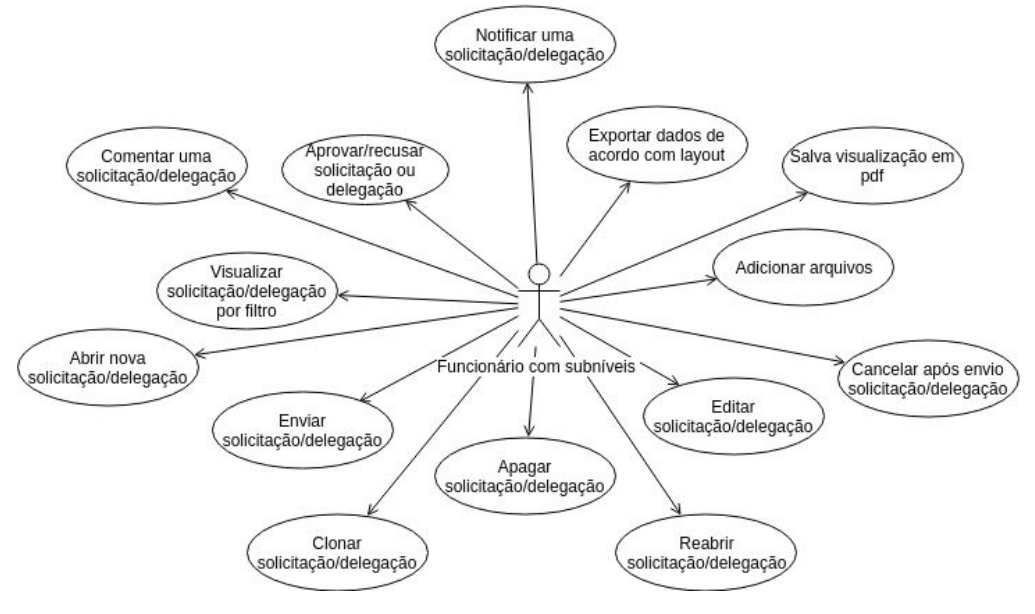 Notificar uma
solicitação/delegação
Exportar dados de
acordo com layout
Comentar uma
solicitação/delegação
Aprovar/recusar
solicitação ou
delegação
Salva visualização em
pdf
Visualizar
solicitação/delegação
por filtro
Adicionar arquivos
Abrir nova
solicitação/delegação
Funcionário com subníveis
Cancelar após envio
solicitação/delegação
Enviar
solicitação/delegação
Editar
solicitação/delegação
Apagar
solicitação/delegação
Clonar
solicitação/delegação
Reabrir
solicitação/delegação